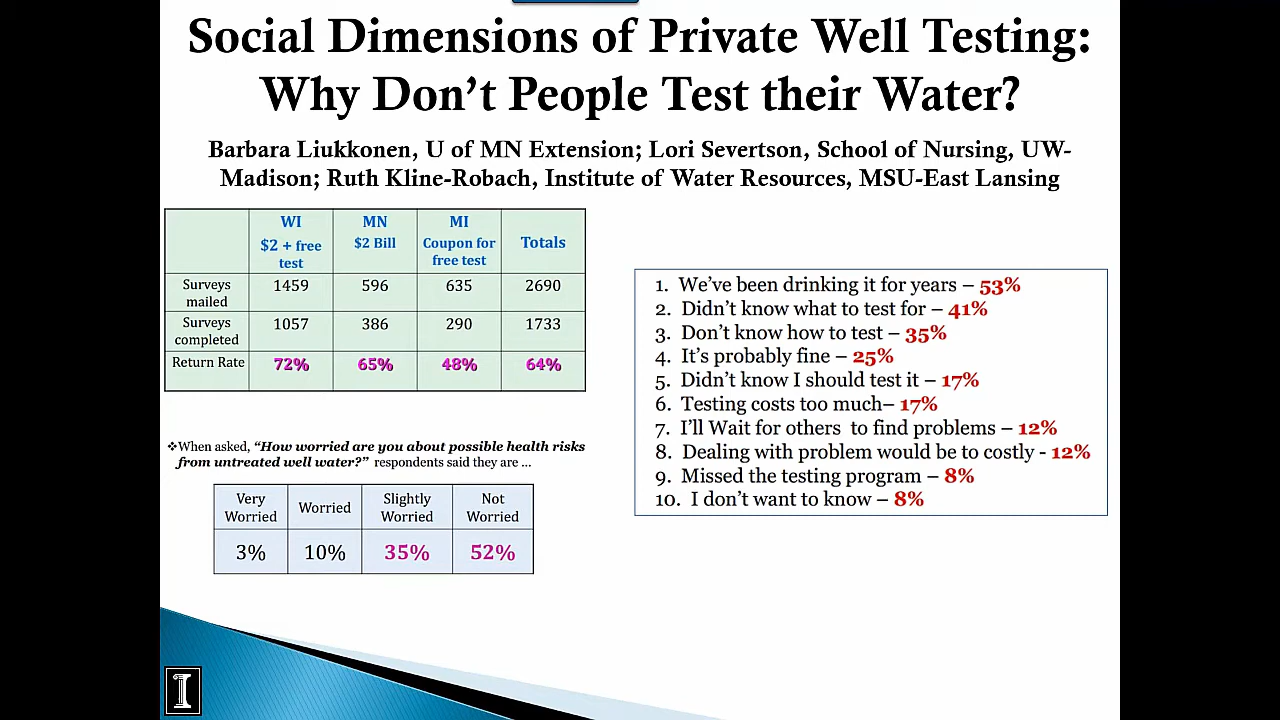 Social Dimensions of Private Well Testing:
Why Don't People Test their Water?
Barbara Liukkonen, U of MN Extension; Lori Severtson, School of Nursing, UW-
Madison; Ruth Kline-Robach, Institute of Water Resources, MSU-East Lansing
WI MN MI Totals
$2 + free test $2 Bill Coupon for free test
Surveys mailed 1459 596 635 2690
Surveys completed 1057 386 290 1733
Return Rate 72% 65% 48% 64%
❖When asked, "How worried are you about possible health risks
from untreated well water?" respondents said they are ...
Very Worried Worried Slightly Worried Not Worried
3% 10% 35% 52%
1. We've been drinking it for years – 53%
2. Didn't know what to test for – 41%
3. Don't know how to test – 35%
4. It's probably fine – 25%
5. Didn't know I should test it – 17%
6. Testing costs too much– 17%
7. I'll Wait for others to find problems – 12%
8. Dealing with problem would be to costly - 12%
9. Missed the testing program – 8%
10. I don't want to know – 8%
I